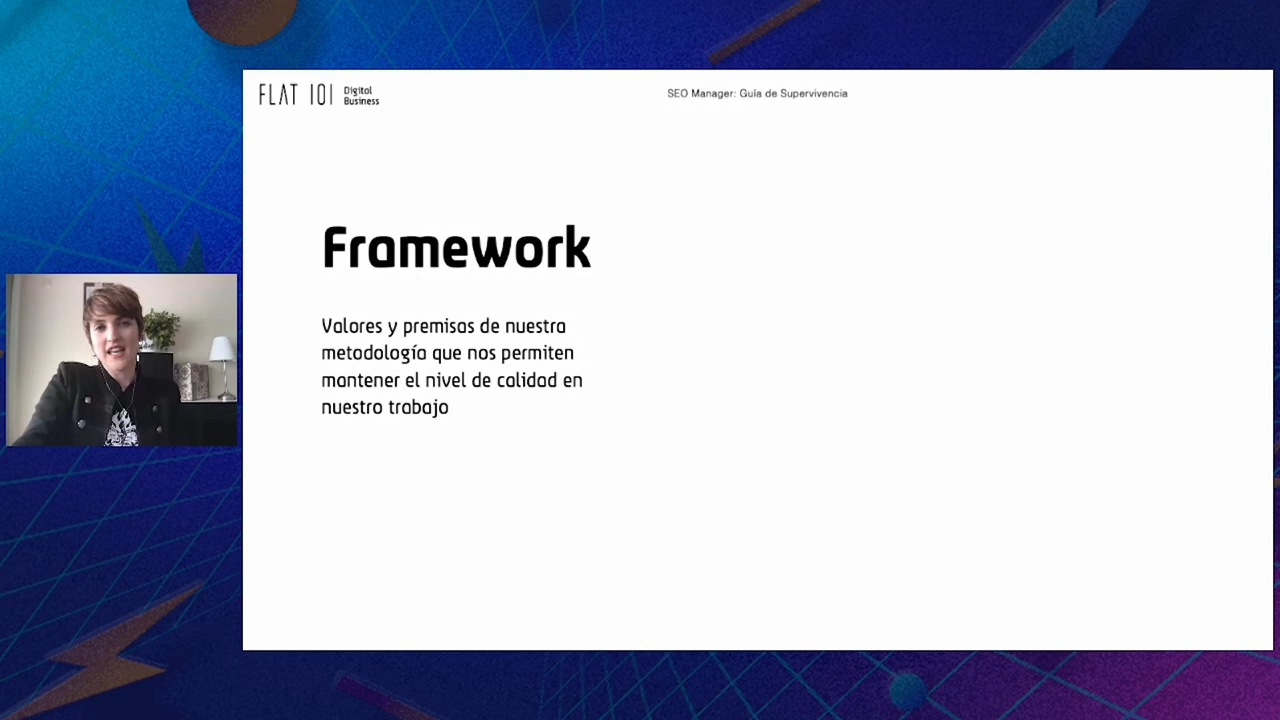 FLAT 101
Digital
Business
SEO Manager: Guía de Supervivencia
Framework
Valores y premisas de nuestra
metodología que nos permiten
mantener el nivel de calidad en
nuestro trabajo